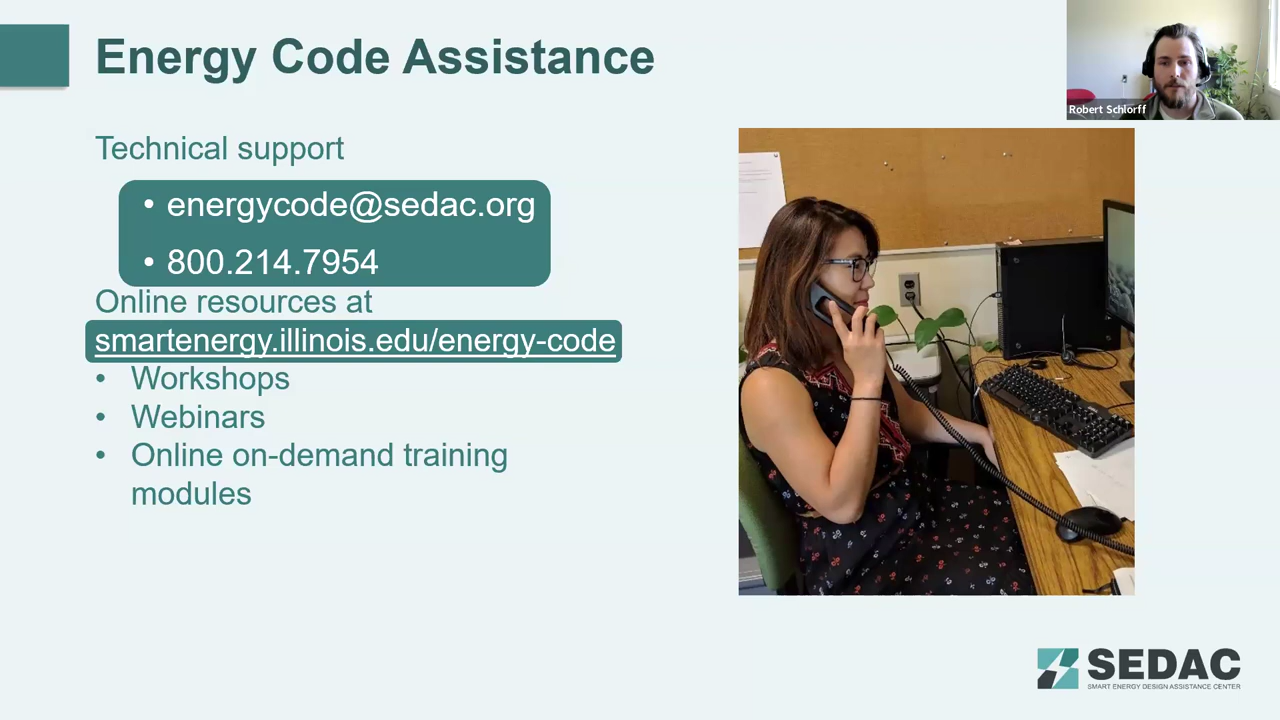 Energy Code Assistance
Robert Schlorff
Technical support
• energycode@sedac.org
• 800.214.7954
Online resources at
smartenergy.illinois.edu/energy-code
• Workshops
• Webinars
• Online on-demand training
modules
SEDAC
SMART ENERGY DESIGN ASSISTANCE CENTER